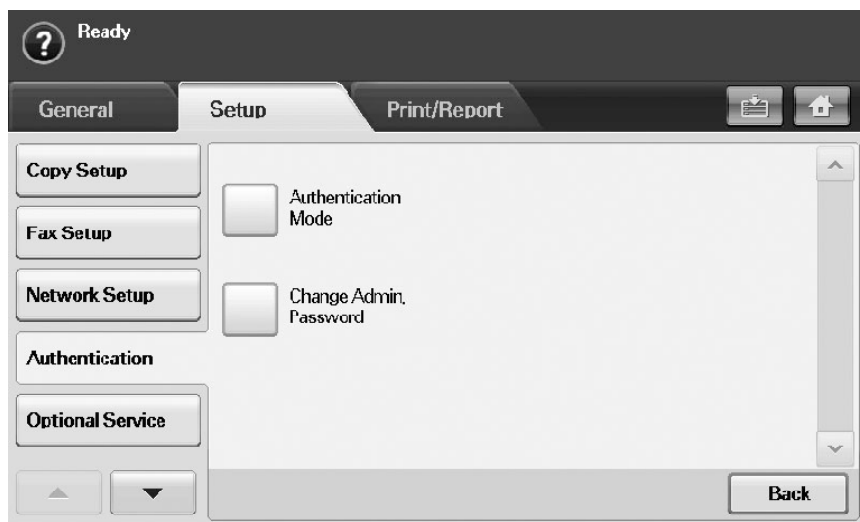 ?
Ready
General
Setup
Print/Report
Copy Setup
Fax Setup
Network Setup
Authentication
Optional Service
Authentication
Mode
Change Admin.
Password
Back